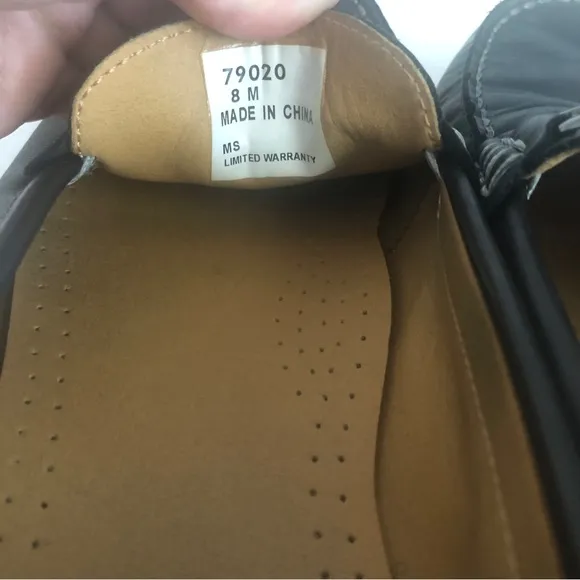 79020
8 M
MADE IN CHINA
MS
LIMITED WARRANTY